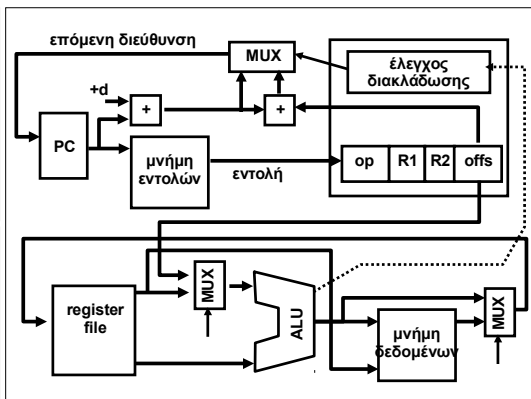 επόμενη διεύθυνση
MUX
έλεγχος
διακλάδωσης
+d
+
+
PC
μνήμη
εντολών
εντολή
op R1 R2 offs
register
file
MUX
ALU
μνήμη
δεδομένων
MUX